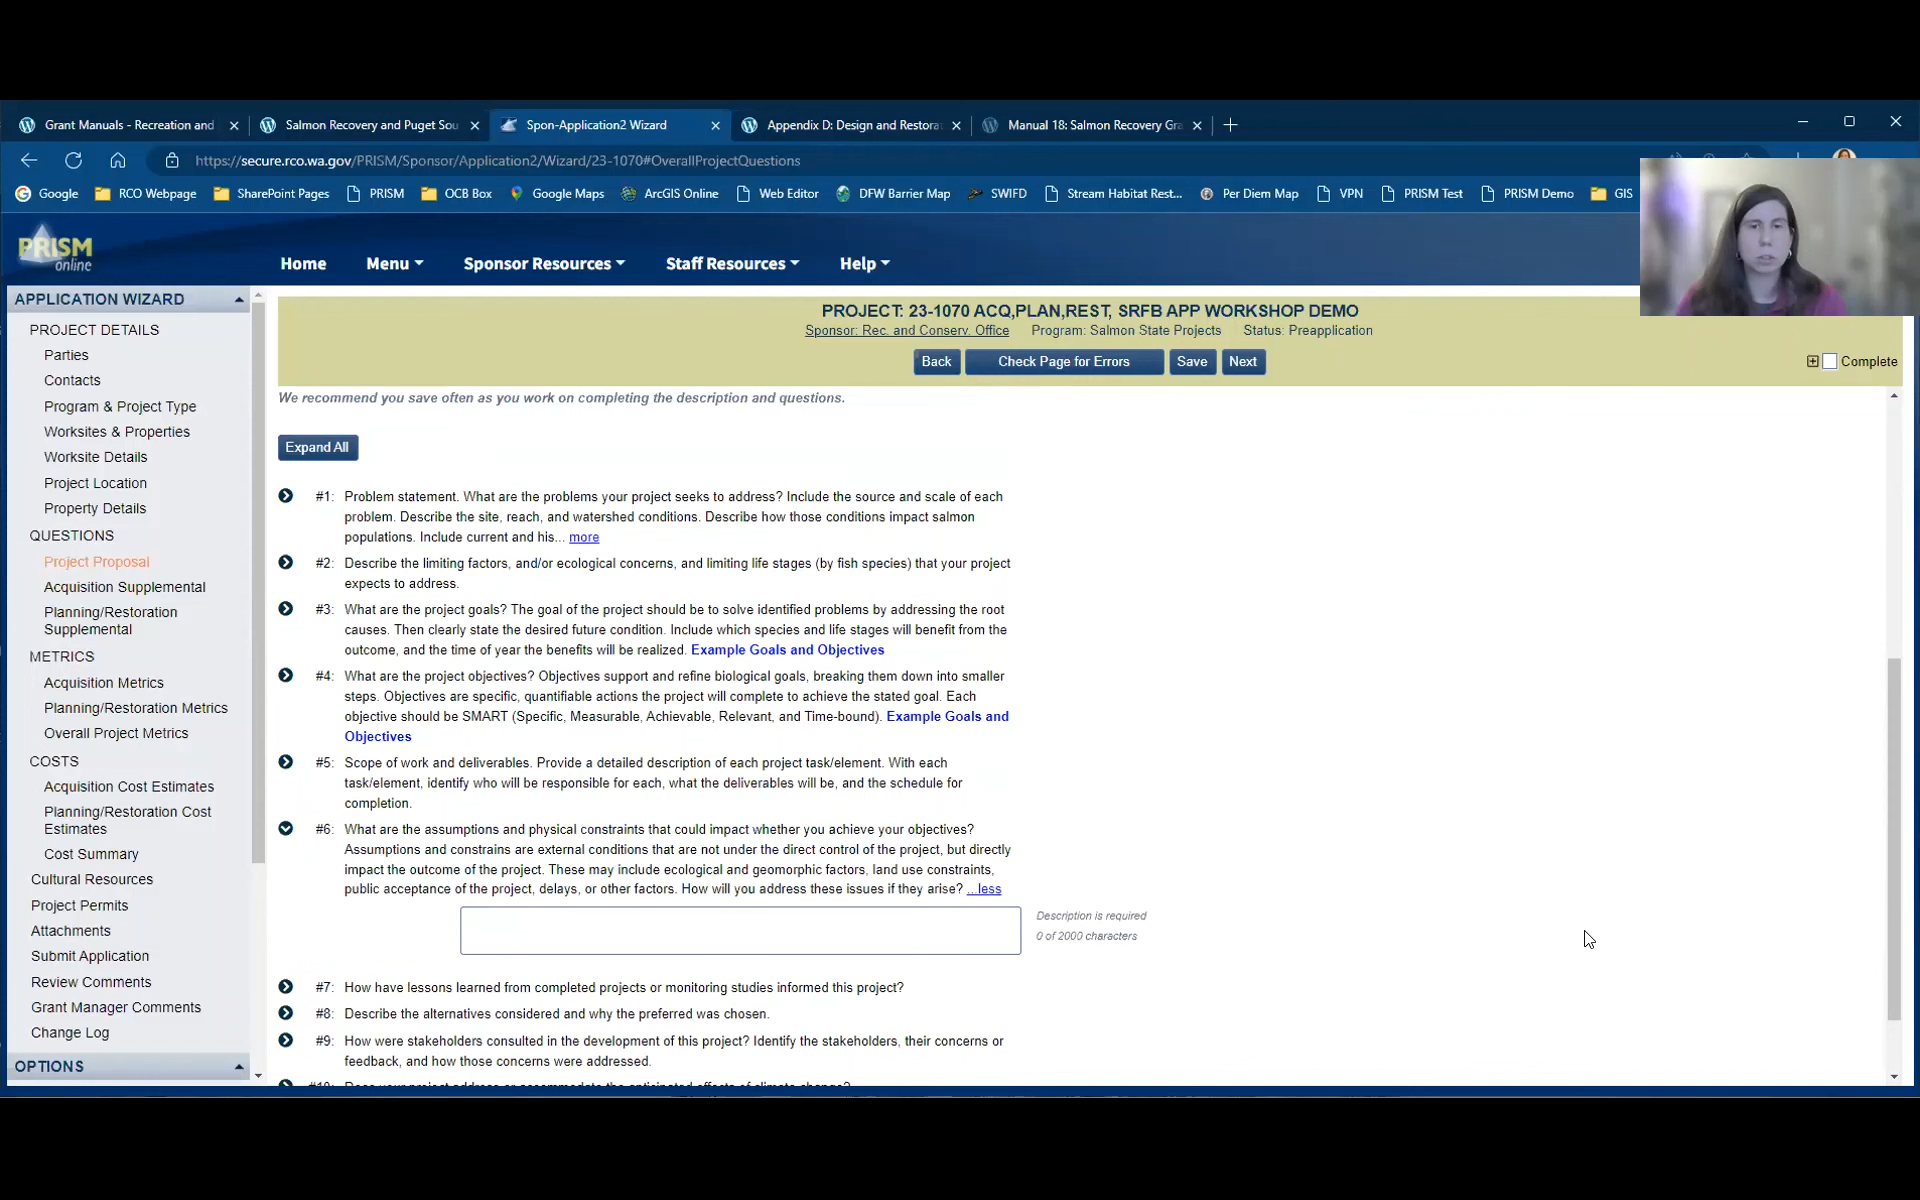 Grant Manuals - Recreation and
Salmon Recovery and Puget Sou
Spon-Application2 Wizard
Appendix D: Design and Restora
Manual 18: Salmon Recovery Gra
https://secure.rco.wa.gov/PRISM/Sponsor/Application2/Wizard/23-1070#OverallProjectQuestions
Google RCO Webpage SharePoint Pages PRISM OCB Box Google Maps ArcGIS Online Web Editor DFW Barrier Map SWIFD Stream Habitat Rest... Per Diem Map VPN PRISM Test PRISM Demo GIS
PRISM
online
Home Menu Sponsor Resources Staff Resources Help
APPLICATION WIZARD
PROJECT DETAILS
Parties
Contacts
Program & Project Type
Worksites & Properties
Worksite Details
Project Location
Property Details
QUESTIONS
Project Proposal
Acquisition Supplemental
Planning/Restoration
Supplemental
METRICS
Acquisition Metrics
Planning/Restoration Metrics
Overall Project Metrics
COSTS
Acquisition Cost Estimates
Planning/Restoration Cost
Estimates
Cost Summary
Cultural Resources
Project Permits
Attachments
Submit Application
Review Comments
Grant Manager Comments
Change Log
OPTIONS
PROJECT: 23-1070 ACQ,PLAN,REST, SRFB APP WORKSHOP DEMO
Sponsor: Rec. and Conserv. Office Program: Salmon State Projects Status: Preapplication
Back Check Page for Errors Save Next
Complete
We recommend you save often as you work on completing the description and questions.
Expand All
#1: Problem statement. What are the problems your project seeks to address? Include the source and scale of each
problem. Describe the site, reach, and watershed conditions. Describe how those conditions impact salmon
populations. Include current and his... more
#2: Describe the limiting factors, and/or ecological concerns, and limiting life stages (by fish species) that your project
expects to address.
#3: What are the project goals? The goal of the project should be to solve identified problems by addressing the root
causes. Then clearly state the desired future condition. Include which species and life stages will benefit from the
outcome, and the time of year the benefits will be realized. Example Goals and Objectives
#4: What are the project objectives? Objectives support and refine biological goals, breaking them down into smaller
steps. Objectives are specific, quantifiable actions the project will complete to achieve the stated goal. Each
objective should be SMART (Specific, Measurable, Achievable, Relevant, and Time-bound). Example Goals and
Objectives
#5: Scope of work and deliverables. Provide a detailed description of each project task/element. With each
task/element, identify who will be responsible for each, what the deliverables will be, and the schedule for
completion.
#6: What are the assumptions and physical constraints that could impact whether you achieve your objectives?
Assumptions and constrains are external conditions that are not under the direct control of the project, but directly
impact the outcome of the project. These may include ecological and geomorphic factors, land use constraints,
public acceptance of the project, delays, or other factors. How will you address these issues if they arise? ...less
Description is required
0 of 2000 characters
#7: How have lessons learned from completed projects or monitoring studies informed this project?
#8: Describe the alternatives considered and why the preferred was chosen.
#9: How were stakeholders consulted in the development of this project? Identify the stakeholders, their concerns or
feedback, and how those concerns were addressed.
#10: Does your project address or accommodate the anticipated effects of climate change?